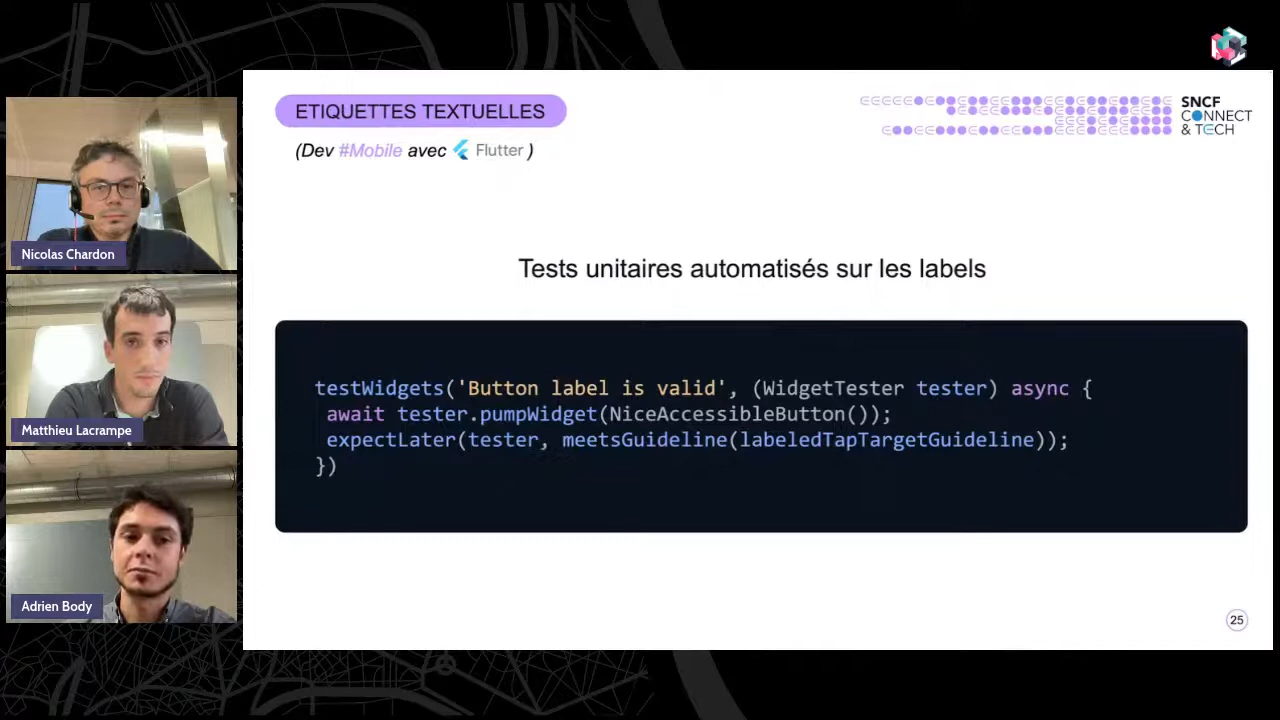 ETIQUETTES TEXTUELLES
(Dev #Mobile avec Flutter )
SNCF
CONNECT
& TECH
Nicolas Chardon
Matthieu Lacrampe
Adrien Body
Tests unitaires automatisés sur les labels
testWidgets('Button label is valid', (WidgetTester tester) async {
await tester.pumpWidget(NiceAccessibleButton());
expectLater(tester, meetsGuideline(labeledTapTargetGuideline));
})
25